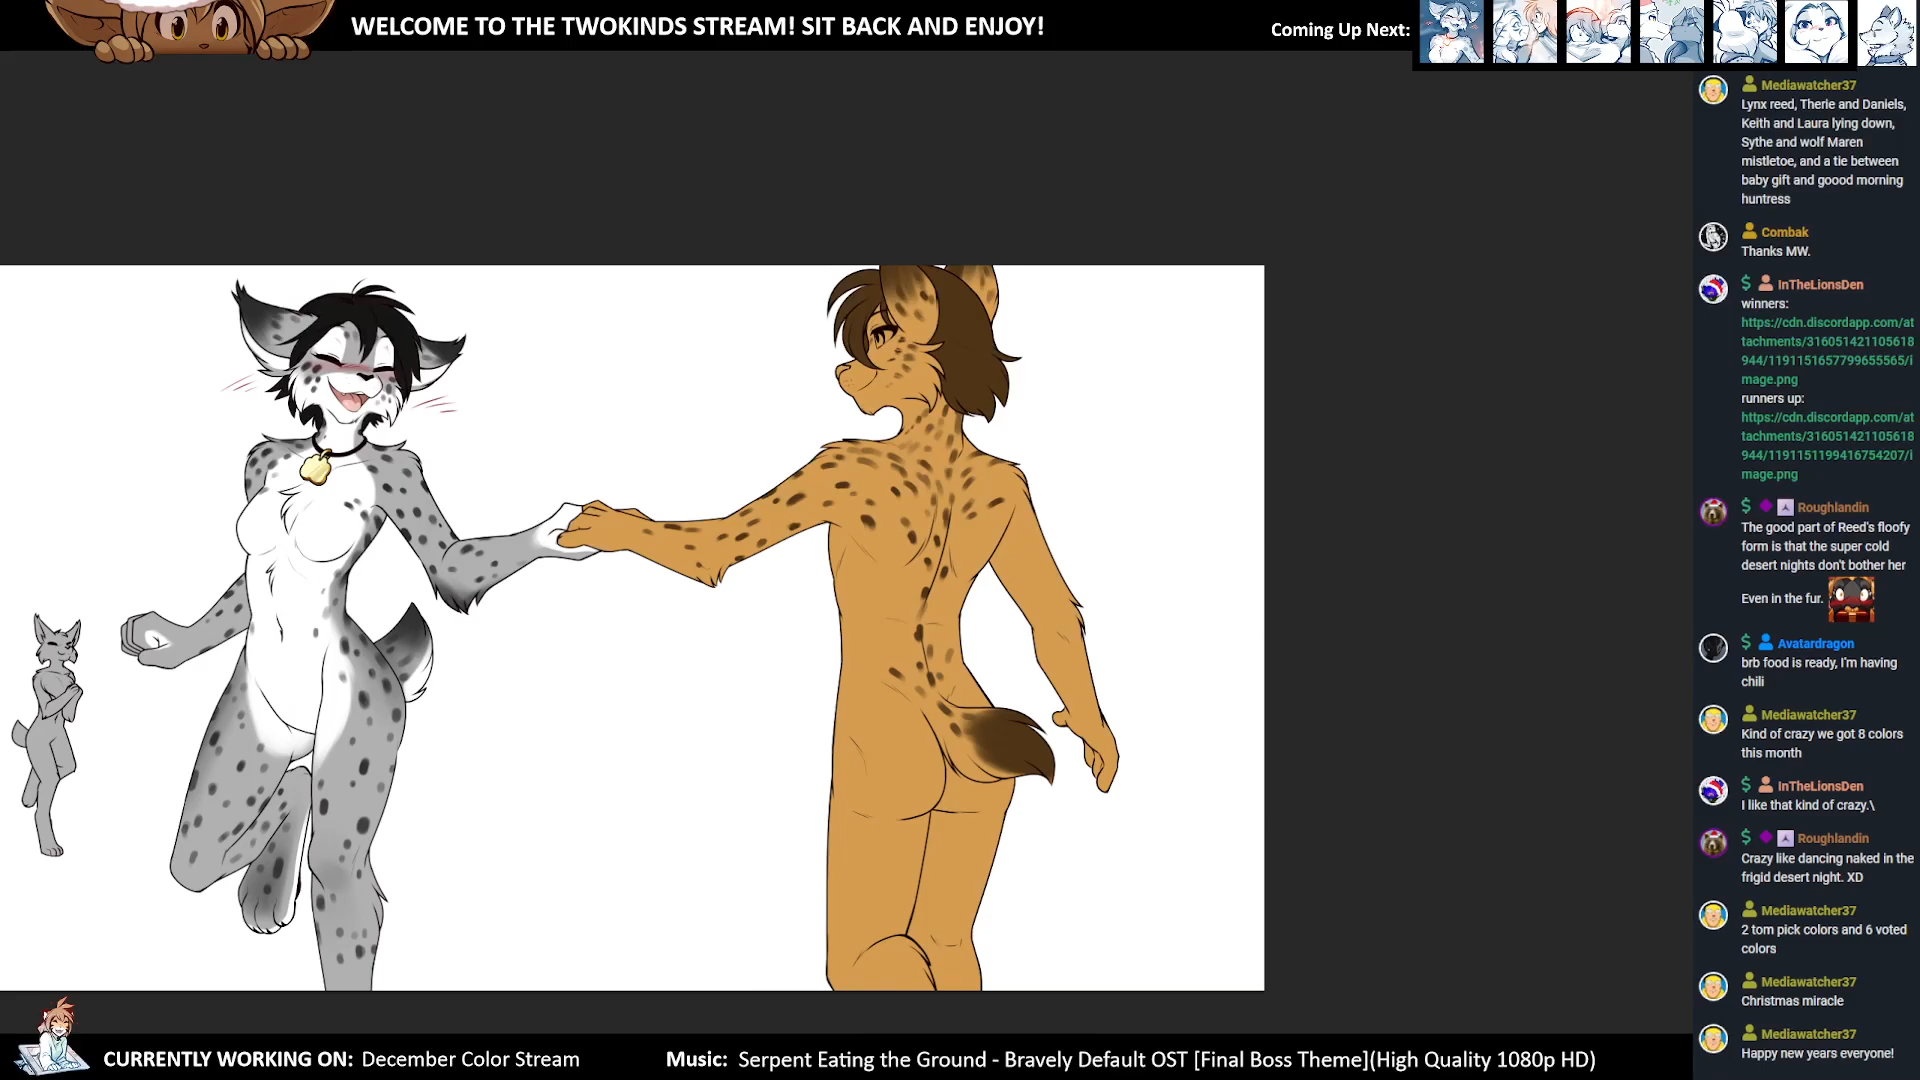 WELCOME TO THE TWOKINDS STREAM! SIT BACK AND ENJOY!
Coming Up Next:
Mediawatcher37
Lynx reed, Therie and Daniels,
Keith and Laura lying down,
Sythe and wolf Maren
mistletoe, and a tie between
baby gift and goood morning
huntress
Combak
Thanks MW.
$ InTheLionsDen
winners:
https://cdn.discordapp.com/at
tachments/316051421105618
944/1191151657799655565/i
mage.png
runners up:
https://cdn.discordapp.com/at
tachments/316051421105618
944/1191151199416754207/i
mage.png
$ Roughlandin
The good part of Reed's floofy
form is that the super cold
desert nights don't bother her
Even in the fur.
$ Avatardragon
brb food is ready, I'm having
chili
Mediawatcher37
Kind of crazy we got 8 colors
this month
$ InTheLionsDen
I like that kind of crazy.\
$ Roughlandin
Crazy like dancing naked in the
frigid desert night. XD
Mediawatcher37
2 tom pick colors and 6 voted
colors
Mediawatcher37
Christmas miracle
Mediawatcher37
Happy new years everyone!
CURRENTLY WORKING ON: December Color Stream
Music: Serpent Eating the Ground - Bravely Default OST [Final Boss Theme](High Quality 1080p HD)